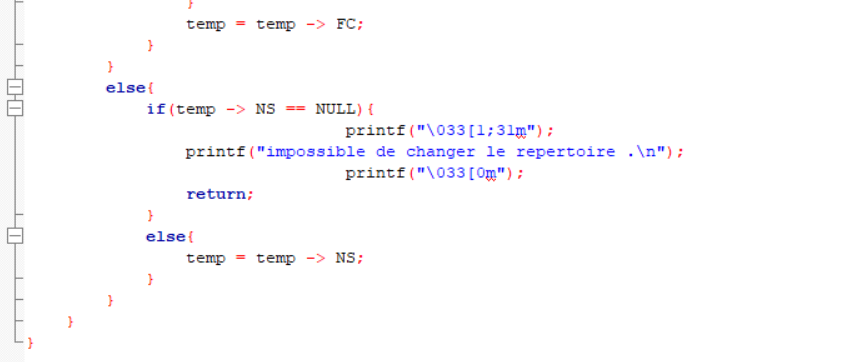 }
temp = temp -> FC;
}
}
else{
if(temp -> NS == NULL){
printf("\033[1;31m");
printf("impossible de changer le repertoire .\n");
printf("\033[0m");
return;
}
else{
temp = temp -> NS;
}
}
}
}